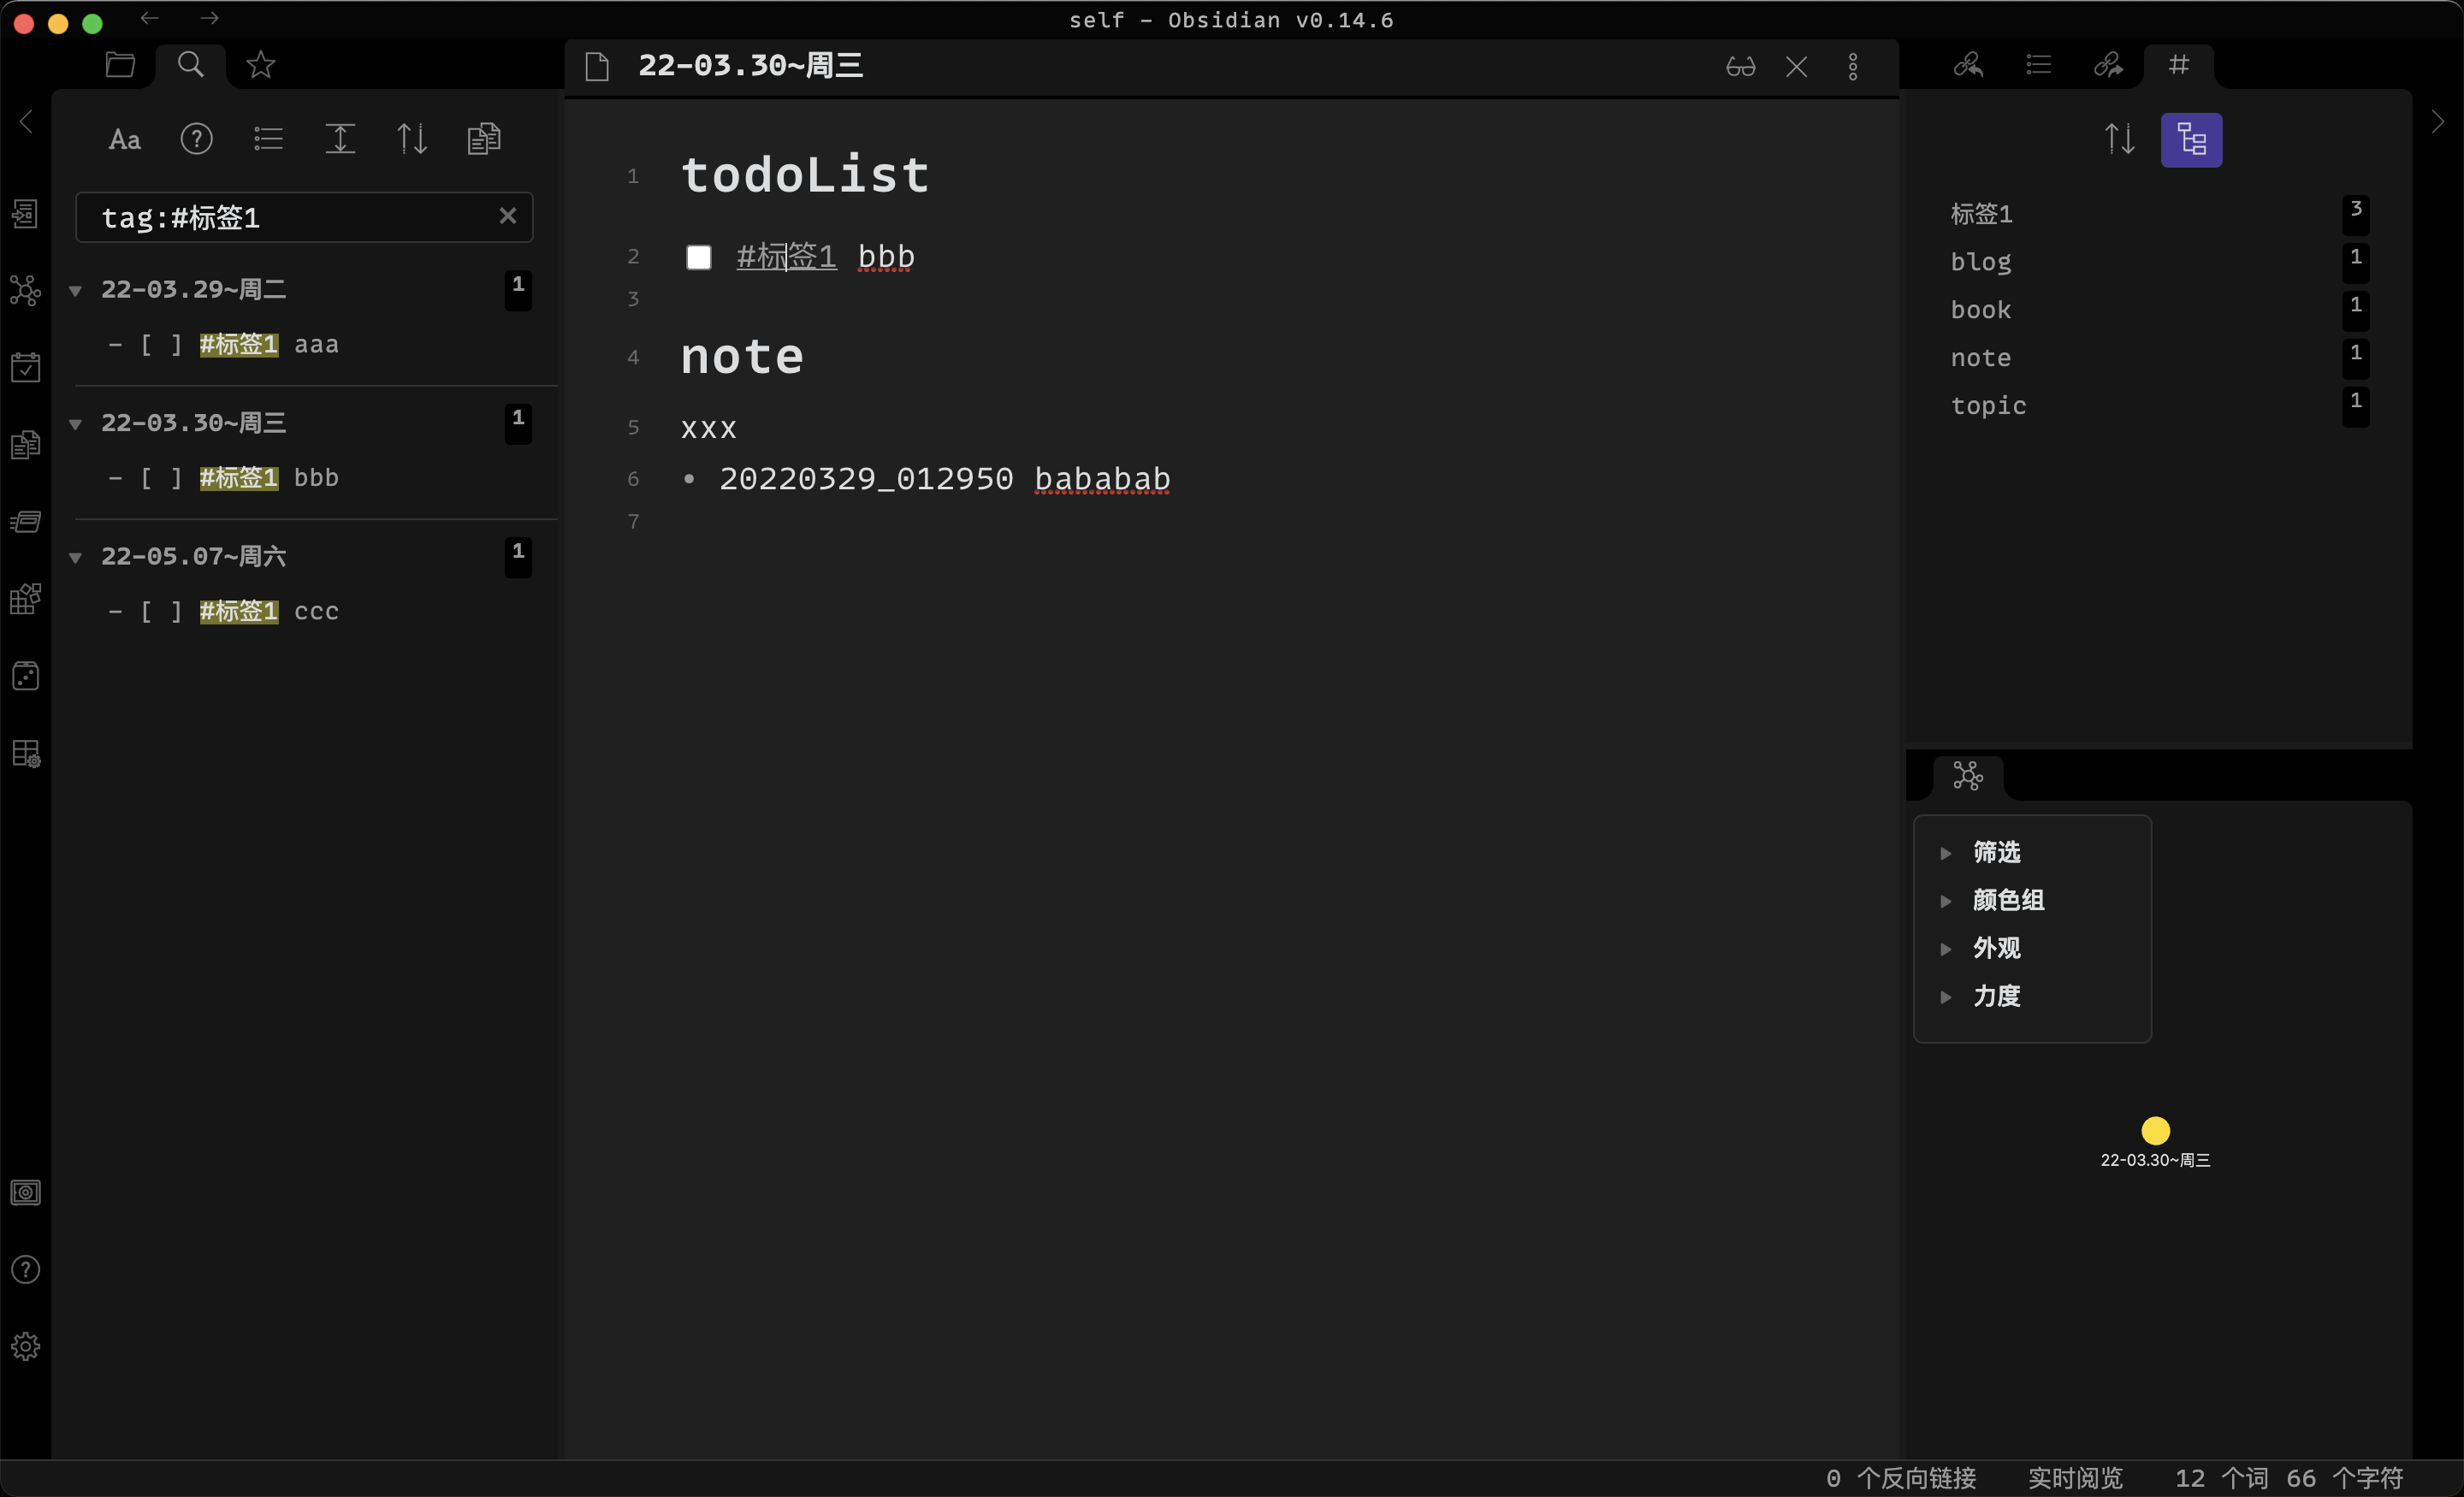 self - Obsidian v0.14.6
22-03.30~周三
Aa
tag:#标签1
22-03.29~周二 1
- [ ] #标签1 aaa
22-03.30~周三 1
- [ ] #标签1 bbb
22-05.07~周六 1
- [ ] #标签1 ccc
1 todoList
2 #标签1 bbb
3
4 note
5 xxx
6 • 20220329_012950 bababab
7
标签1 3
blog 1
book 1
note 1
topic 1
筛选
颜色组
外观
力度
22-03.30~周三
0 个反向链接 实时阅览 12 个词 66 个字符